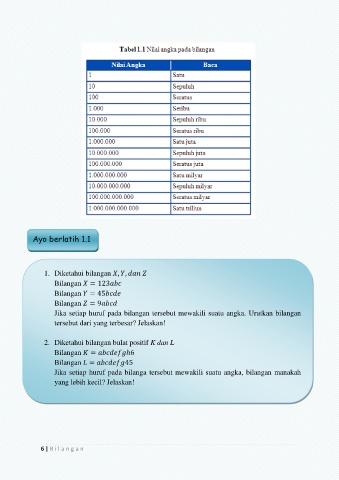 Tabel 1.1 Nilai angka pada bilangan
Nilai Angka Baca
1 Satu
10 Sepuluh
100 Seratus
1.000 Seribu
10.000 Sepuluh ribu
100.000 Seratus ribu
1.000.000 Satu juta
10.000.000 Sepuluh juta
100.000.000 Seratus juta
1.000.000.000 Satu milyar
10.000.000.000 Sepuluh milyar
100.000.000.000 Seratus milyar
1.000.000.000.000 Satu triliun
Ayo berlatih 1.1
1. Diketahui bilangan X, Y, dan Z
Bilangan X = 123abc
Bilangan Y = 45bcde
Bilangan Z = 9abcd
Jika setiap huruf pada bilangan tersebut mewakili suatu angka. Urutkan bilangan
tersebut dari yang terbesar? Jelaskan!
2. Diketahui bilangan bulat positif K dan L
Bilangan K = abcdefgh6
Bilangan L = abcdefg45
Jika setiap huruf pada bilanga tersebut mewakili suatu angka, bilangan manakah
yang lebih kecil? Jelaskan!
6 | Bilangan